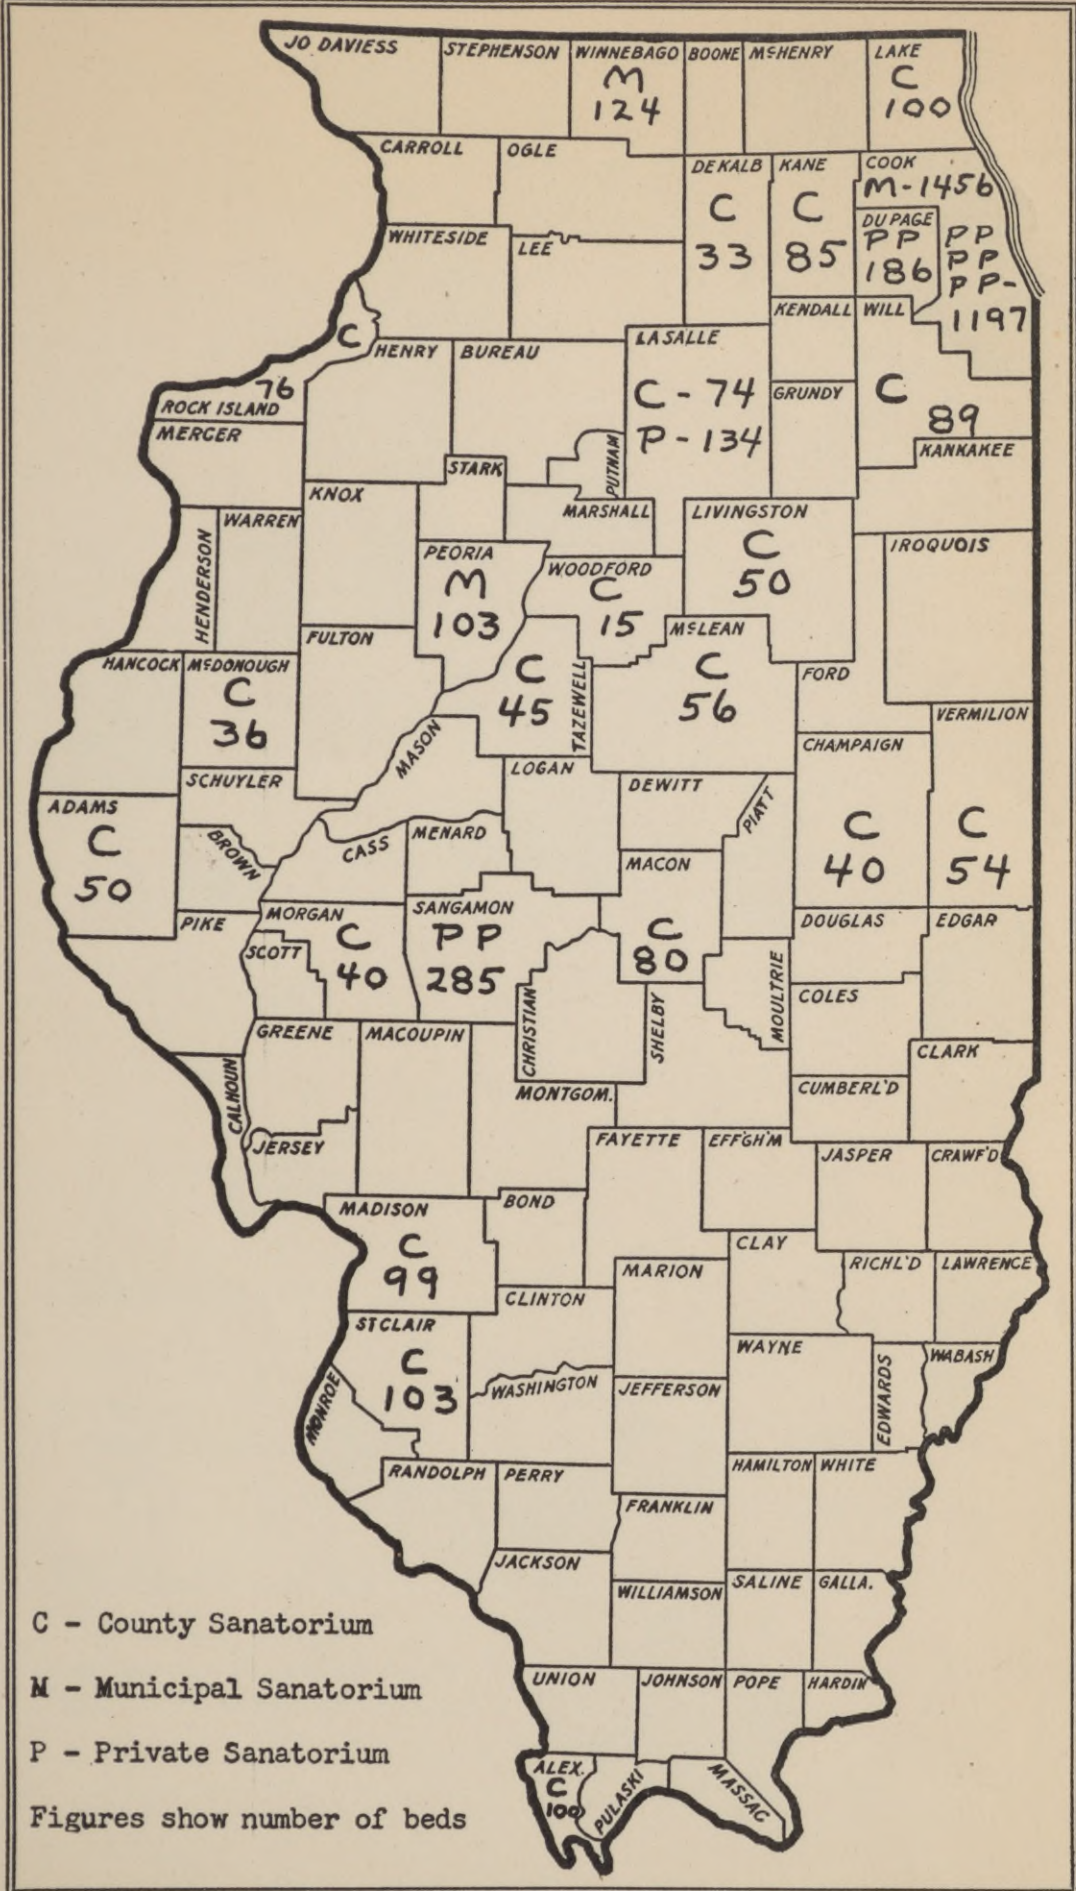 JO DAVIESS
STEPHENSON
WINNEBAGO
M
124
BOONE
McHENRY
LAKE
C
100
CARROLL
OGLE
DEKALB
C
33
KANE
C
85
COOK
M-1456
PP
PP
PP-
1197
DU PAGE
PP
186
WHITESIDE
LEE
KENDALL
WILL
C
89
C
76
ROCK ISLAND
HENRY
BUREAU
LASALLE
C - 74
P - 134
GRUNDY
MERCER
PUTNAM
KANKAKEE
STARK
KNOX
MARSHALL
LIVINGSTON
C
50
HENDERSON
WARREN
PEORIA
M
103
WOODFORD
C
15
IROQUOIS
FULTON
McLEAN
C
56
HANCOCK
McDONOUGH
C
36
C
45
TAZEWELL
FORD
VERMILION
C
54
MASON
CHAMPAIGN
C
40
SCHUYLER
LOGAN
DEWITT
PIATT
ADAMS
C
50
BROWN
CASS
MENARD
MACON
C
80
PIKE
MORGAN
C
40
SCOTT
SANGAMON
PP
285
DOUGLAS
EDGAR
CHRISTIAN
SHELBY
MOULTRIE
COLES
GREENE
MACOUPIN
CLARK
CALHOUN
MONTGOM.
CUMBERL'D
JERSEY
FAYETTE
EFF'GH'M
JASPER
CRAWF'D
MADISON
C
99
BOND
CLAY
MARION
RICHL'D
LAWRENCE
CLINTON
ST CLAIR
C
103
WAYNE
EDWARDS
WABASH
MONROE
WASHINGTON
JEFFERSON
RANDOLPH
PERRY
HAMILTON
WHITE
FRANKLIN
JACKSON
WILLIAMSON
SALINE
GALLA.
UNION
JOHNSON
POPE
HARDIN
ALEX.
C
100
PULASKI
MASSAC
C - County Sanatorium
M - Municipal Sanatorium
P - Private Sanatorium
Figures show number of beds